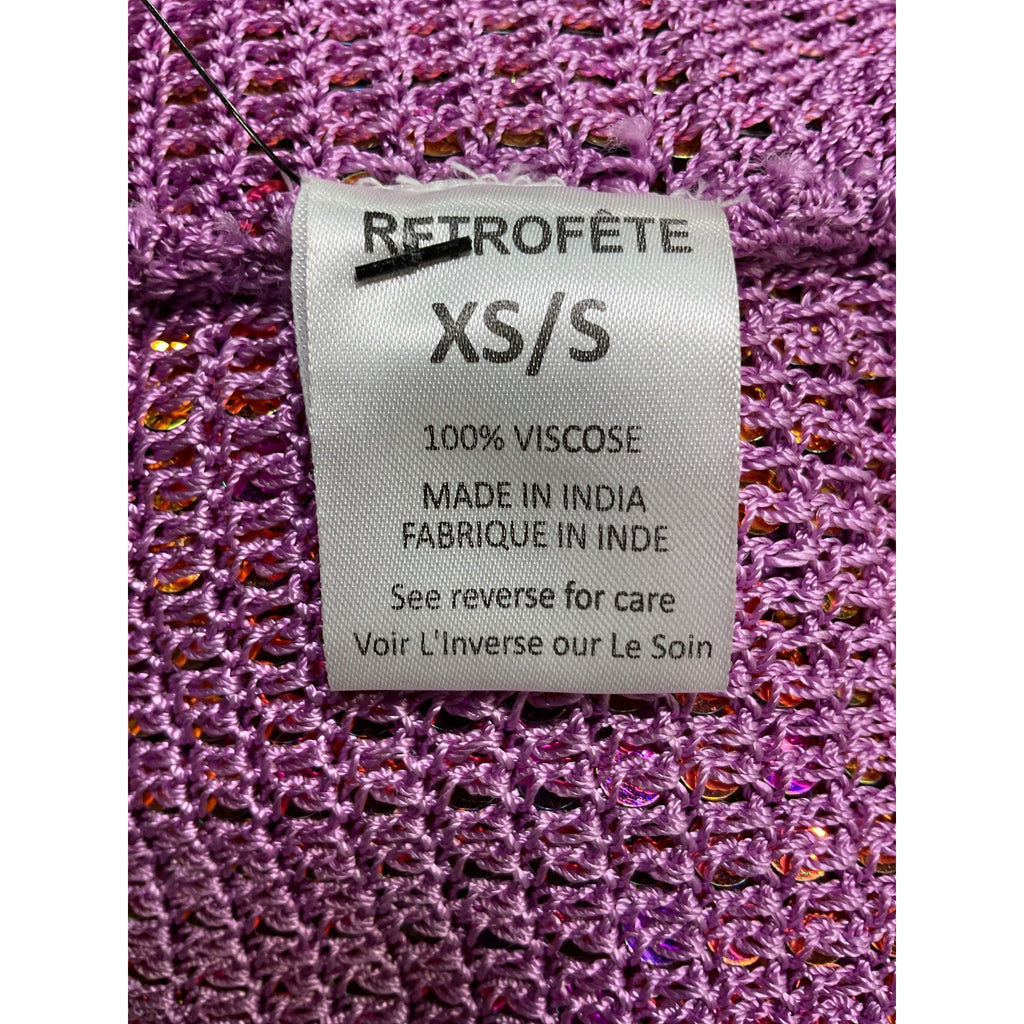 RETROFÊTE
XS/S
100% VISCOSE
MADE IN INDIA
FABRIQUE IN INDE
See reverse for care
Voir L'Inverse our Le Soin